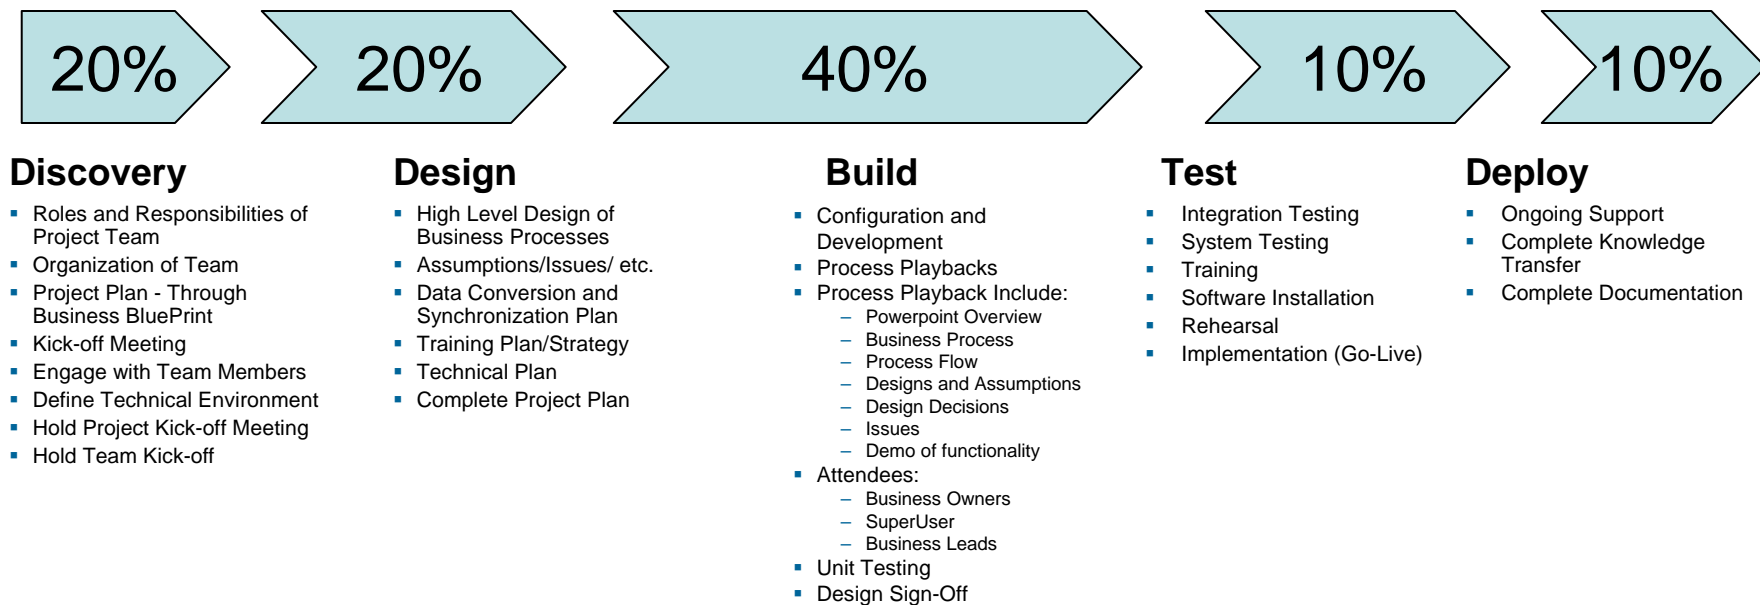 20%
20%
40%
10%
10%
Discovery
▪ Roles and Responsibilities of
Project Team
▪ Organization of Team
▪ Project Plan - Through
Business BluePrint
▪ Kick-off Meeting
▪ Engage with Team Members
▪ Define Technical Environment
▪ Hold Project Kick-off Meeting
▪ Hold Team Kick-off
Design
▪ High Level Design of
Business Processes
▪ Assumptions/Issues/ etc.
▪ Data Conversion and
Synchronization Plan
▪ Training Plan/Strategy
▪ Technical Plan
▪ Complete Project Plan
Build
▪ Configuration and
Development
▪ Process Playbacks
▪ Process Playback Include:
– Powerpoint Overview
– Business Process
– Process Flow
– Designs and Assumptions
– Design Decisions
– Issues
– Demo of functionality
▪ Attendees:
– Business Owners
– SuperUser
– Business Leads
▪ Unit Testing
▪ Design Sign-Off
Test
▪ Integration Testing
▪ System Testing
▪ Training
▪ Software Installation
▪ Rehearsal
▪ Implementation (Go-Live)
Deploy
▪ Ongoing Support
▪ Complete Knowledge
Transfer
▪ Complete Documentation